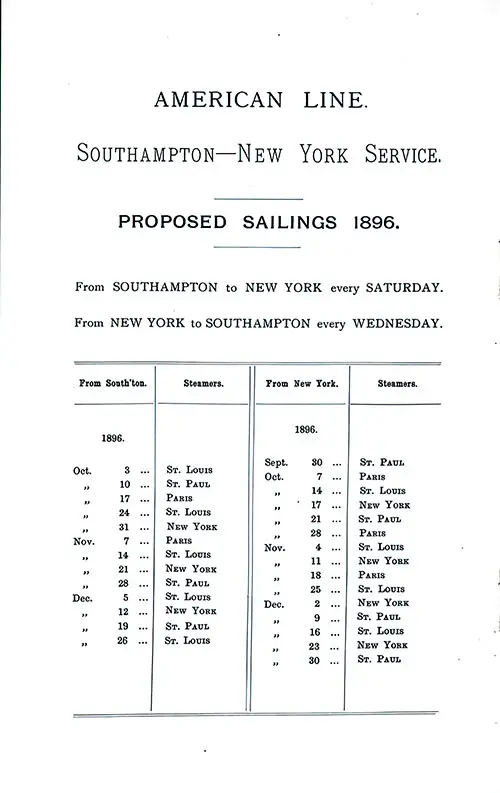 AMERICAN LINE.
SOUTHAMPTON—NEW YORK SERVICE.
PROPOSED SAILINGS 1896.
From SOUTHAMPTON to NEW YORK every SATURDAY.
From NEW YORK to SOUTHAMPTON every WEDNESDAY.
From South'ton. Steamers. From New York. Steamers.
1896.
Oct. 3 ... ST. LOUIS
„ 10 ... ST. PAUL
„ 17 ... PARIS
„ 24 ... ST. LOUIS
„ 31 ... NEW YORK
Nov. 7 ... PARIS
„ 14 ... ST. LOUIS
„ 21 ... NEW YORK
„ 28 ... ST. PAUL
Dec. 5 ... ST. LOUIS
„ 12 ... NEW YORK
„ 19 ... ST. PAUL
„ 26 ... ST. LOUIS
1896.
Sept. 30 ... ST. PAUL
Oct. 7 ... PARIS
„ 14 ... ST. LOUIS
„ 17 ... NEW YORK
„ 21 ... ST. PAUL
„ 28 ... PARIS
Nov. 4 ... ST. LOUIS
„ 11 ... NEW YORK
„ 18 ... PARIS
„ 25 ... ST. LOUIS
Dec. 2 ... NEW YORK
„ 9 ... ST. PAUL
„ 16 ... ST. LOUIS
„ 23 ... NEW YORK
„ 30 ... ST. PAUL